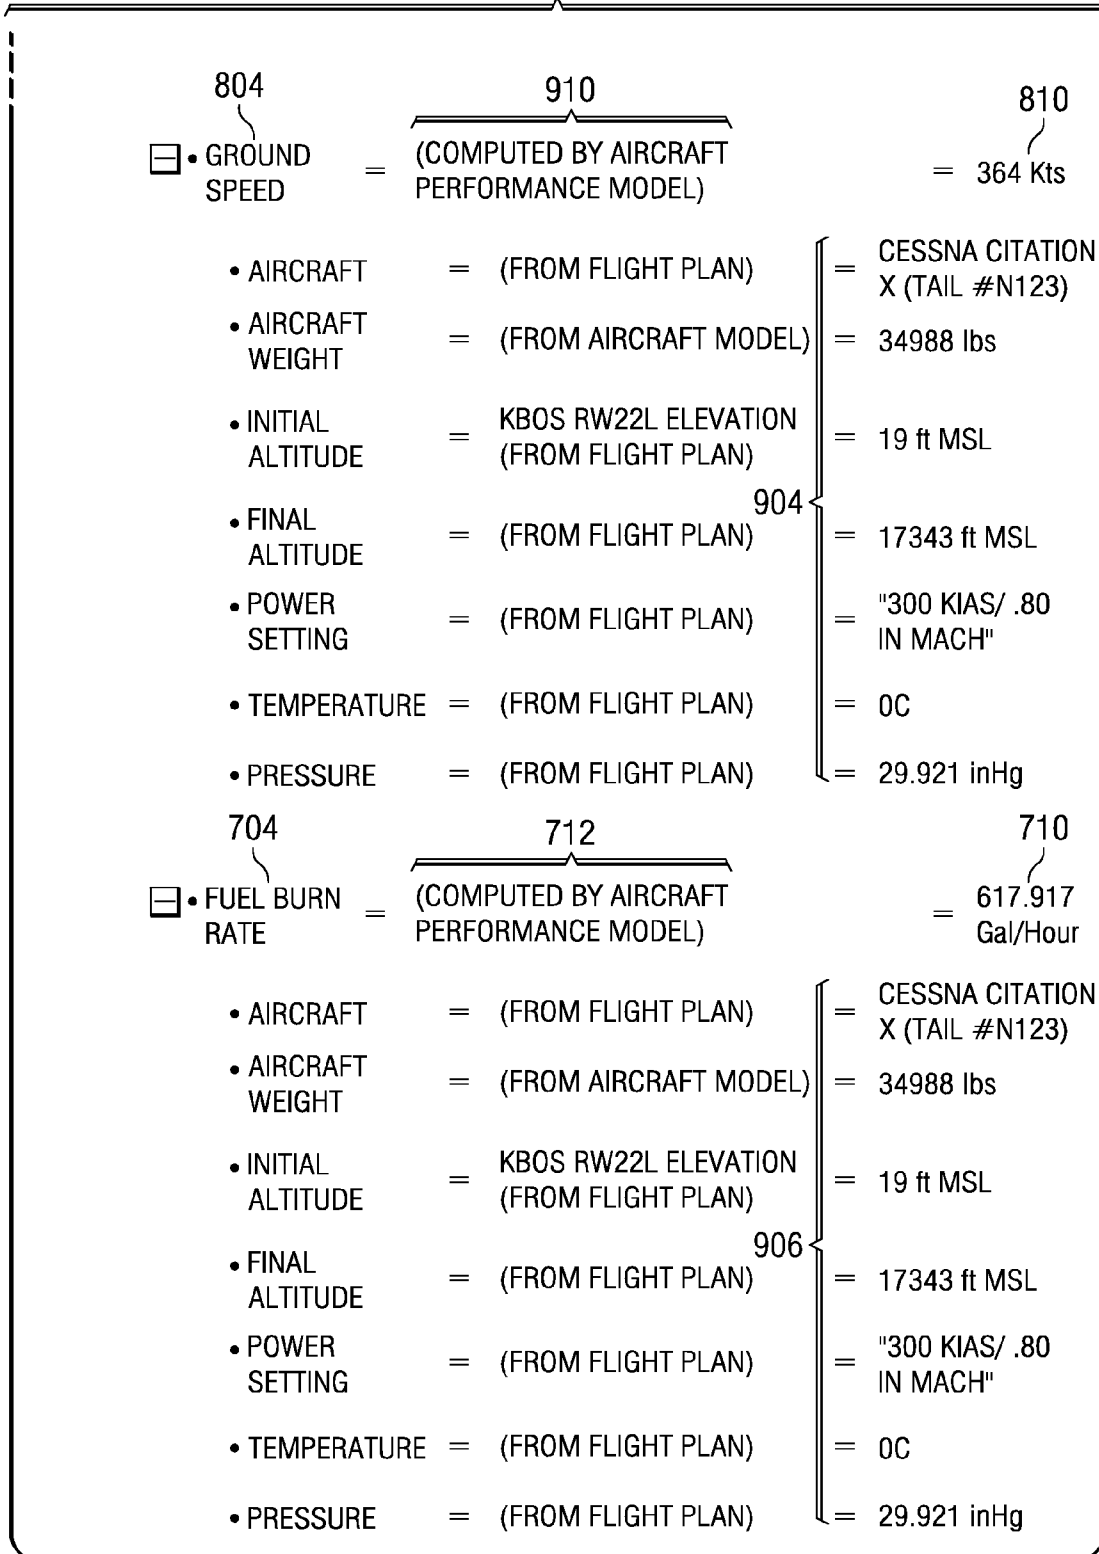 804
910
810
• GROUND SPEED = (COMPUTED BY AIRCRAFT PERFORMANCE MODEL) = 364 Kts
• AIRCRAFT = (FROM FLIGHT PLAN) = CESSNA CITATION X (TAIL #N123)
• AIRCRAFT WEIGHT = (FROM AIRCRAFT MODEL) = 34988 lbs
• INITIAL ALTITUDE = KBOS RW22L ELEVATION (FROM FLIGHT PLAN) = 19 ft MSL
904
• FINAL ALTITUDE = (FROM FLIGHT PLAN) = 17343 ft MSL
• POWER SETTING = (FROM FLIGHT PLAN) = "300 KIAS/ .80 IN MACH"
• TEMPERATURE = (FROM FLIGHT PLAN) = 0C
• PRESSURE = (FROM FLIGHT PLAN) = 29.921 inHg
704
712
710
• FUEL BURN RATE = (COMPUTED BY AIRCRAFT PERFORMANCE MODEL) = 617.917 Gal/Hour
• AIRCRAFT = (FROM FLIGHT PLAN) = CESSNA CITATION X (TAIL #N123)
• AIRCRAFT WEIGHT = (FROM AIRCRAFT MODEL) = 34988 lbs
• INITIAL ALTITUDE = KBOS RW22L ELEVATION (FROM FLIGHT PLAN) = 19 ft MSL
906
• FINAL ALTITUDE = (FROM FLIGHT PLAN) = 17343 ft MSL
• POWER SETTING = (FROM FLIGHT PLAN) = "300 KIAS/ .80 IN MACH"
• TEMPERATURE = (FROM FLIGHT PLAN) = 0C
• PRESSURE = (FROM FLIGHT PLAN) = 29.921 inHg